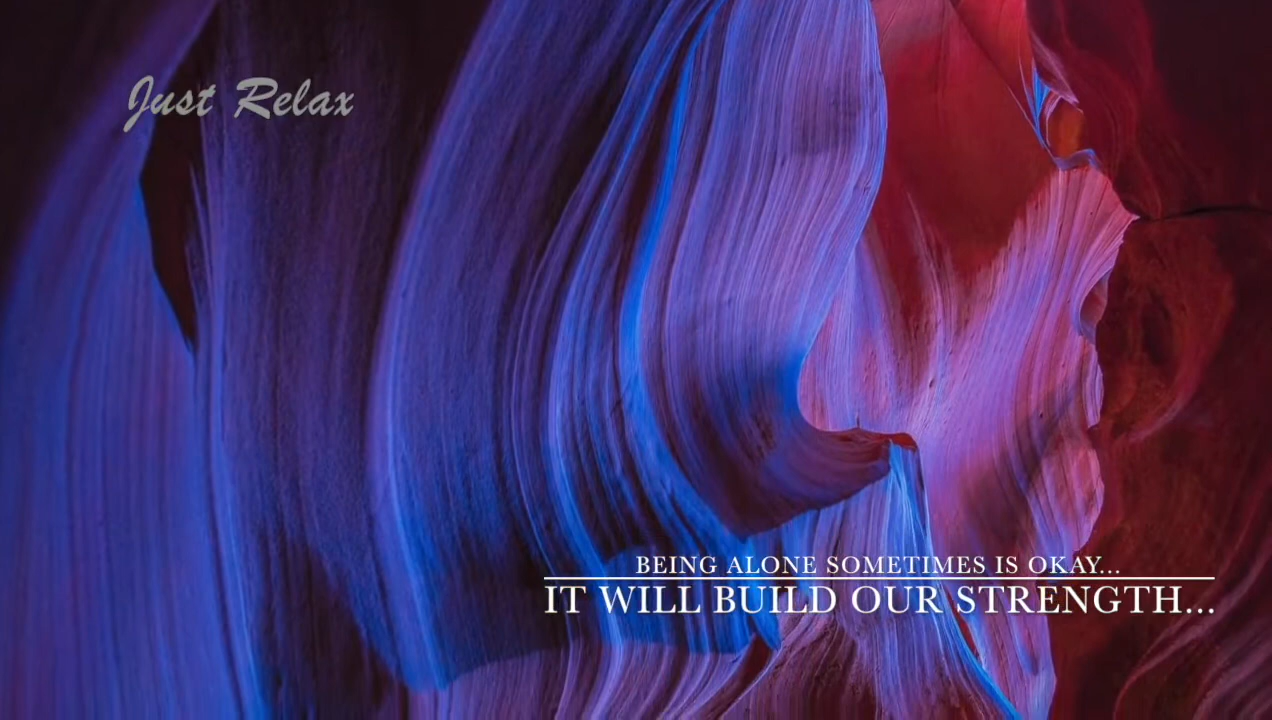 Just Relax
BEING ALONE SOMETIMES IS OKAY...
IT WILL BUILD OUR STRENGTH...